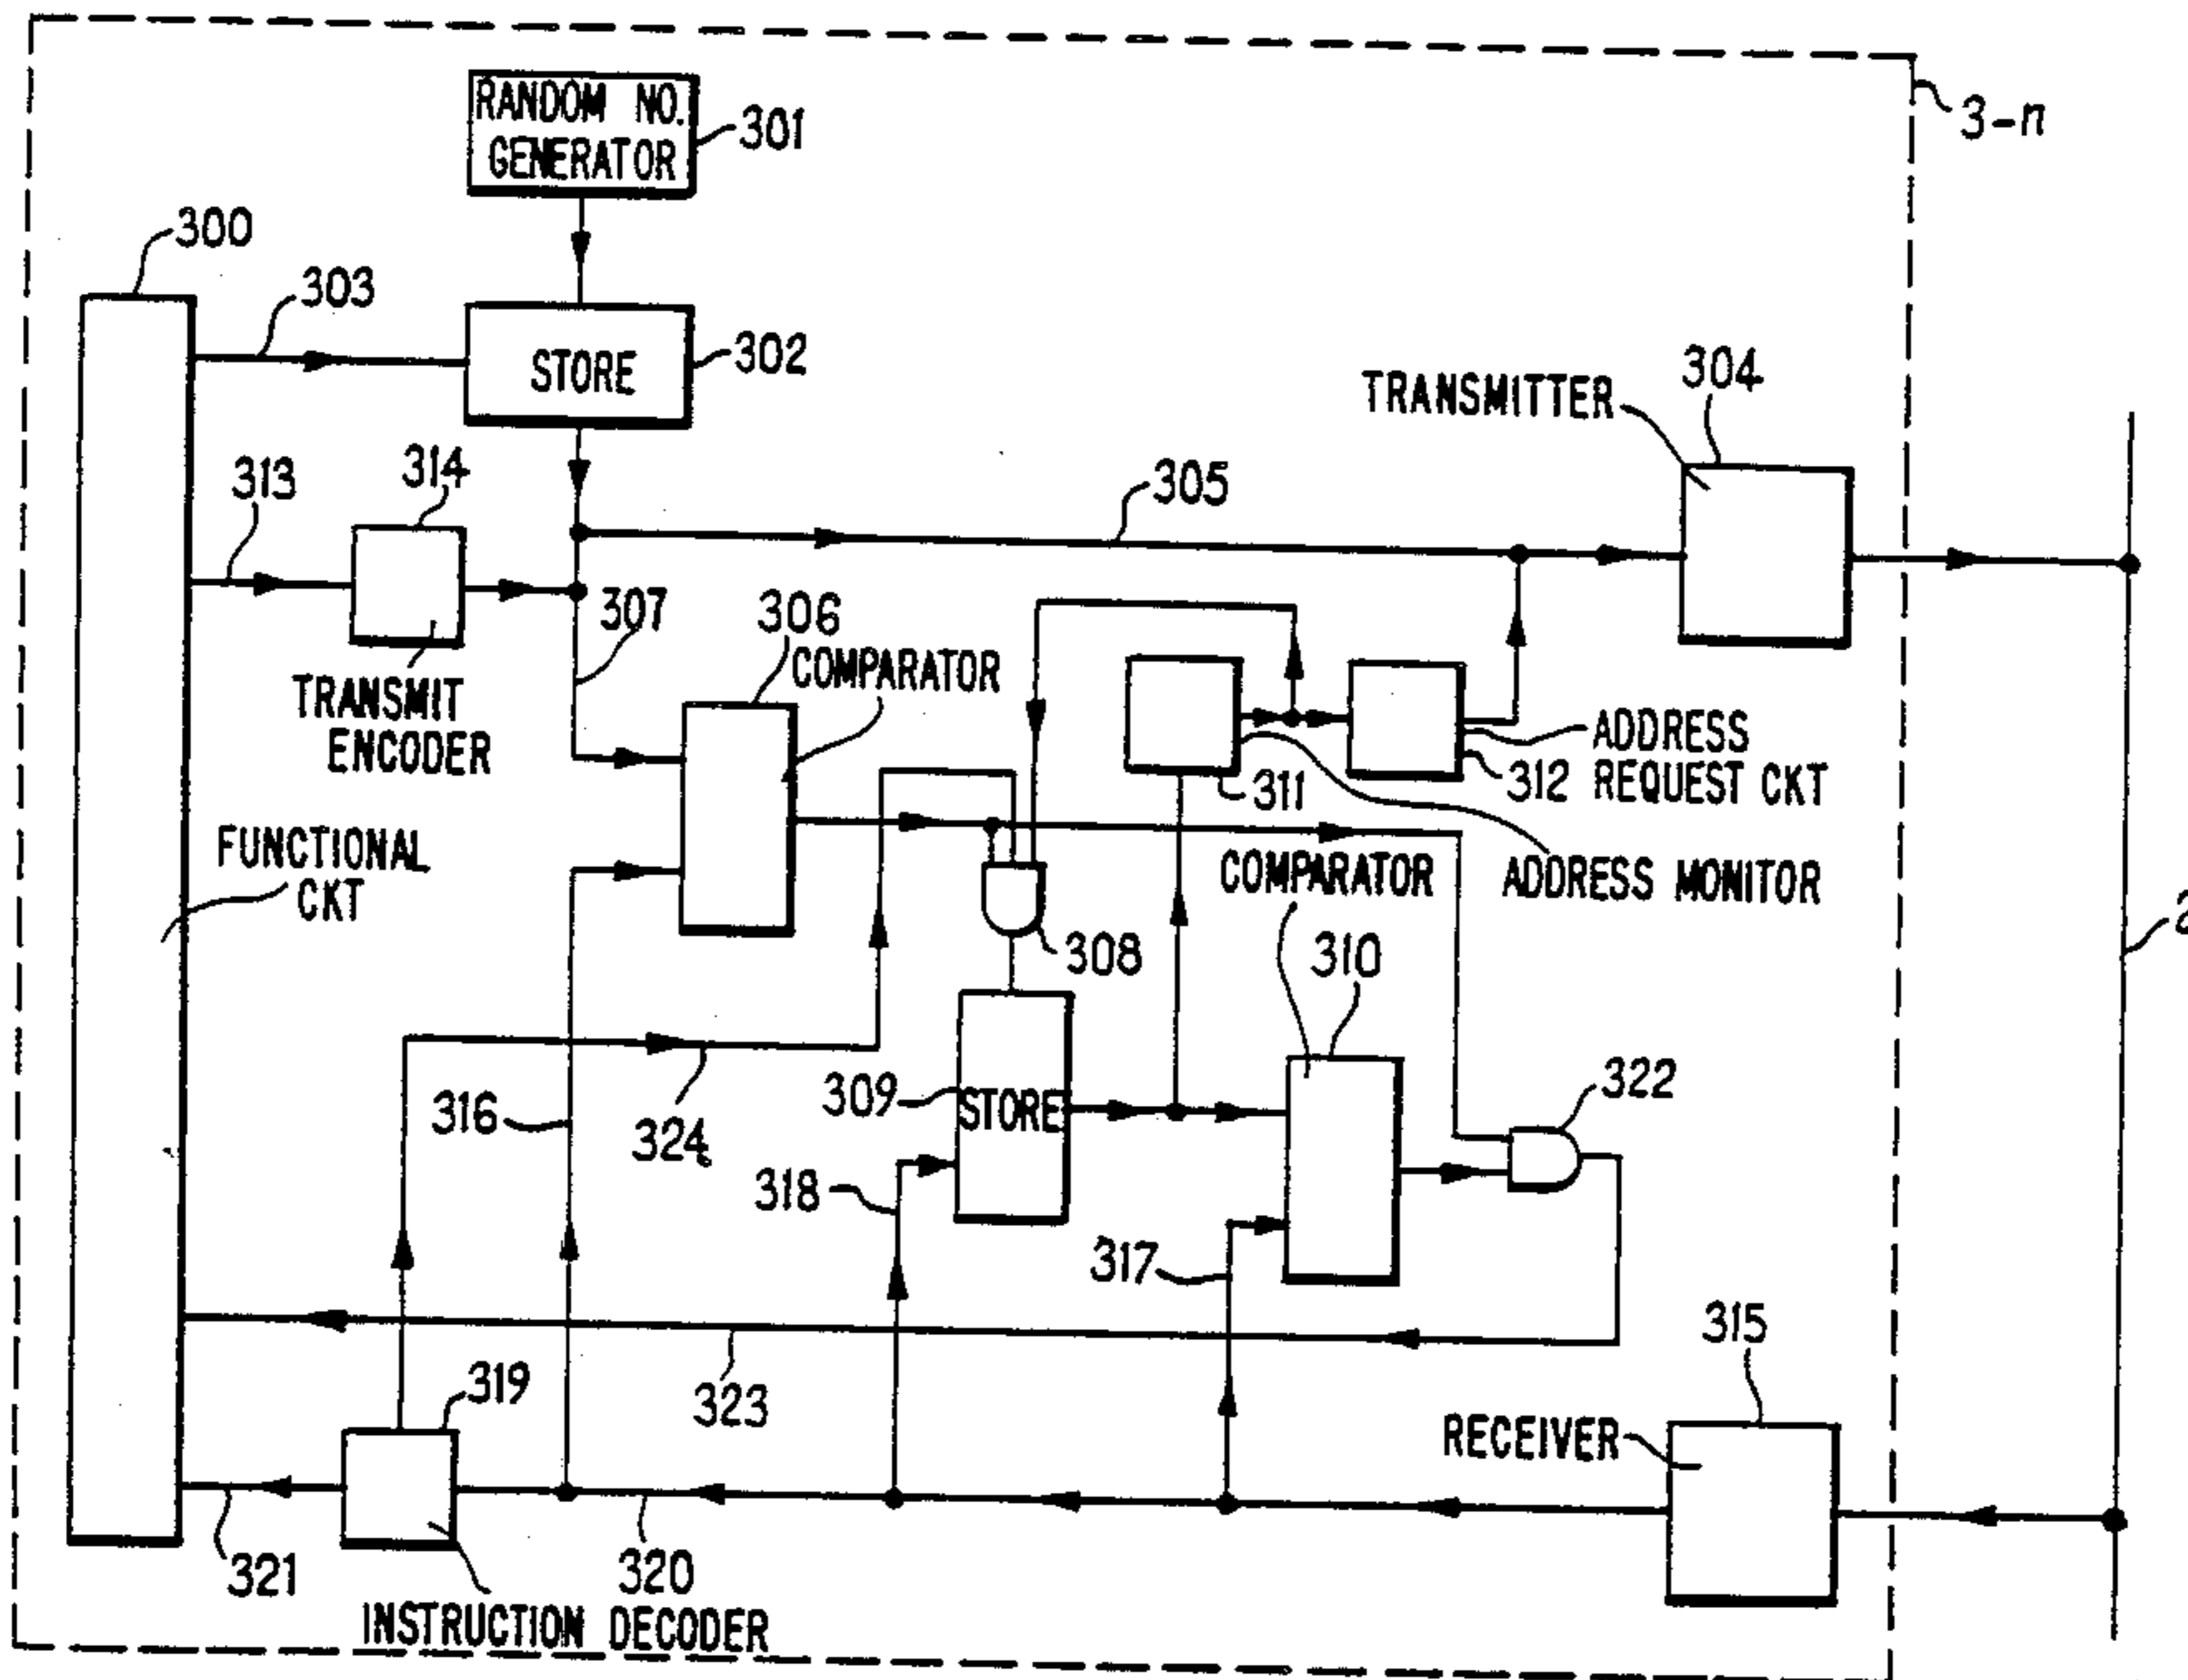 3-n
RANDOM NO.
GENERATOR
301
300
303
STORE
302
TRANSMITTER
304
313
314
305
307
306
COMPARATOR
TRANSMIT
ENCODER
ADDRESS
312 REQUEST CKT
311
FUNCTIONAL
CKT
COMPARATOR
ADDRESS MONITOR
2
308
310
316
324
309
STORE
322
318
317
323
319
315
RECEIVER
321
320
INSTRUCTION DECODER